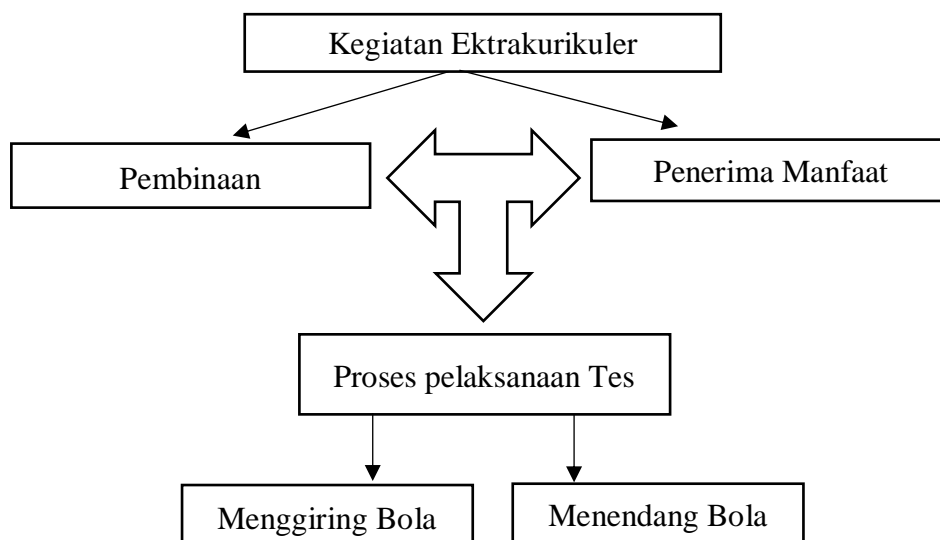 Kegiatan Ektrakurikuler
Pembinaan
Penerima Manfaat
Proses pelaksanaan Tes
Menggiring Bola
Menendang Bola